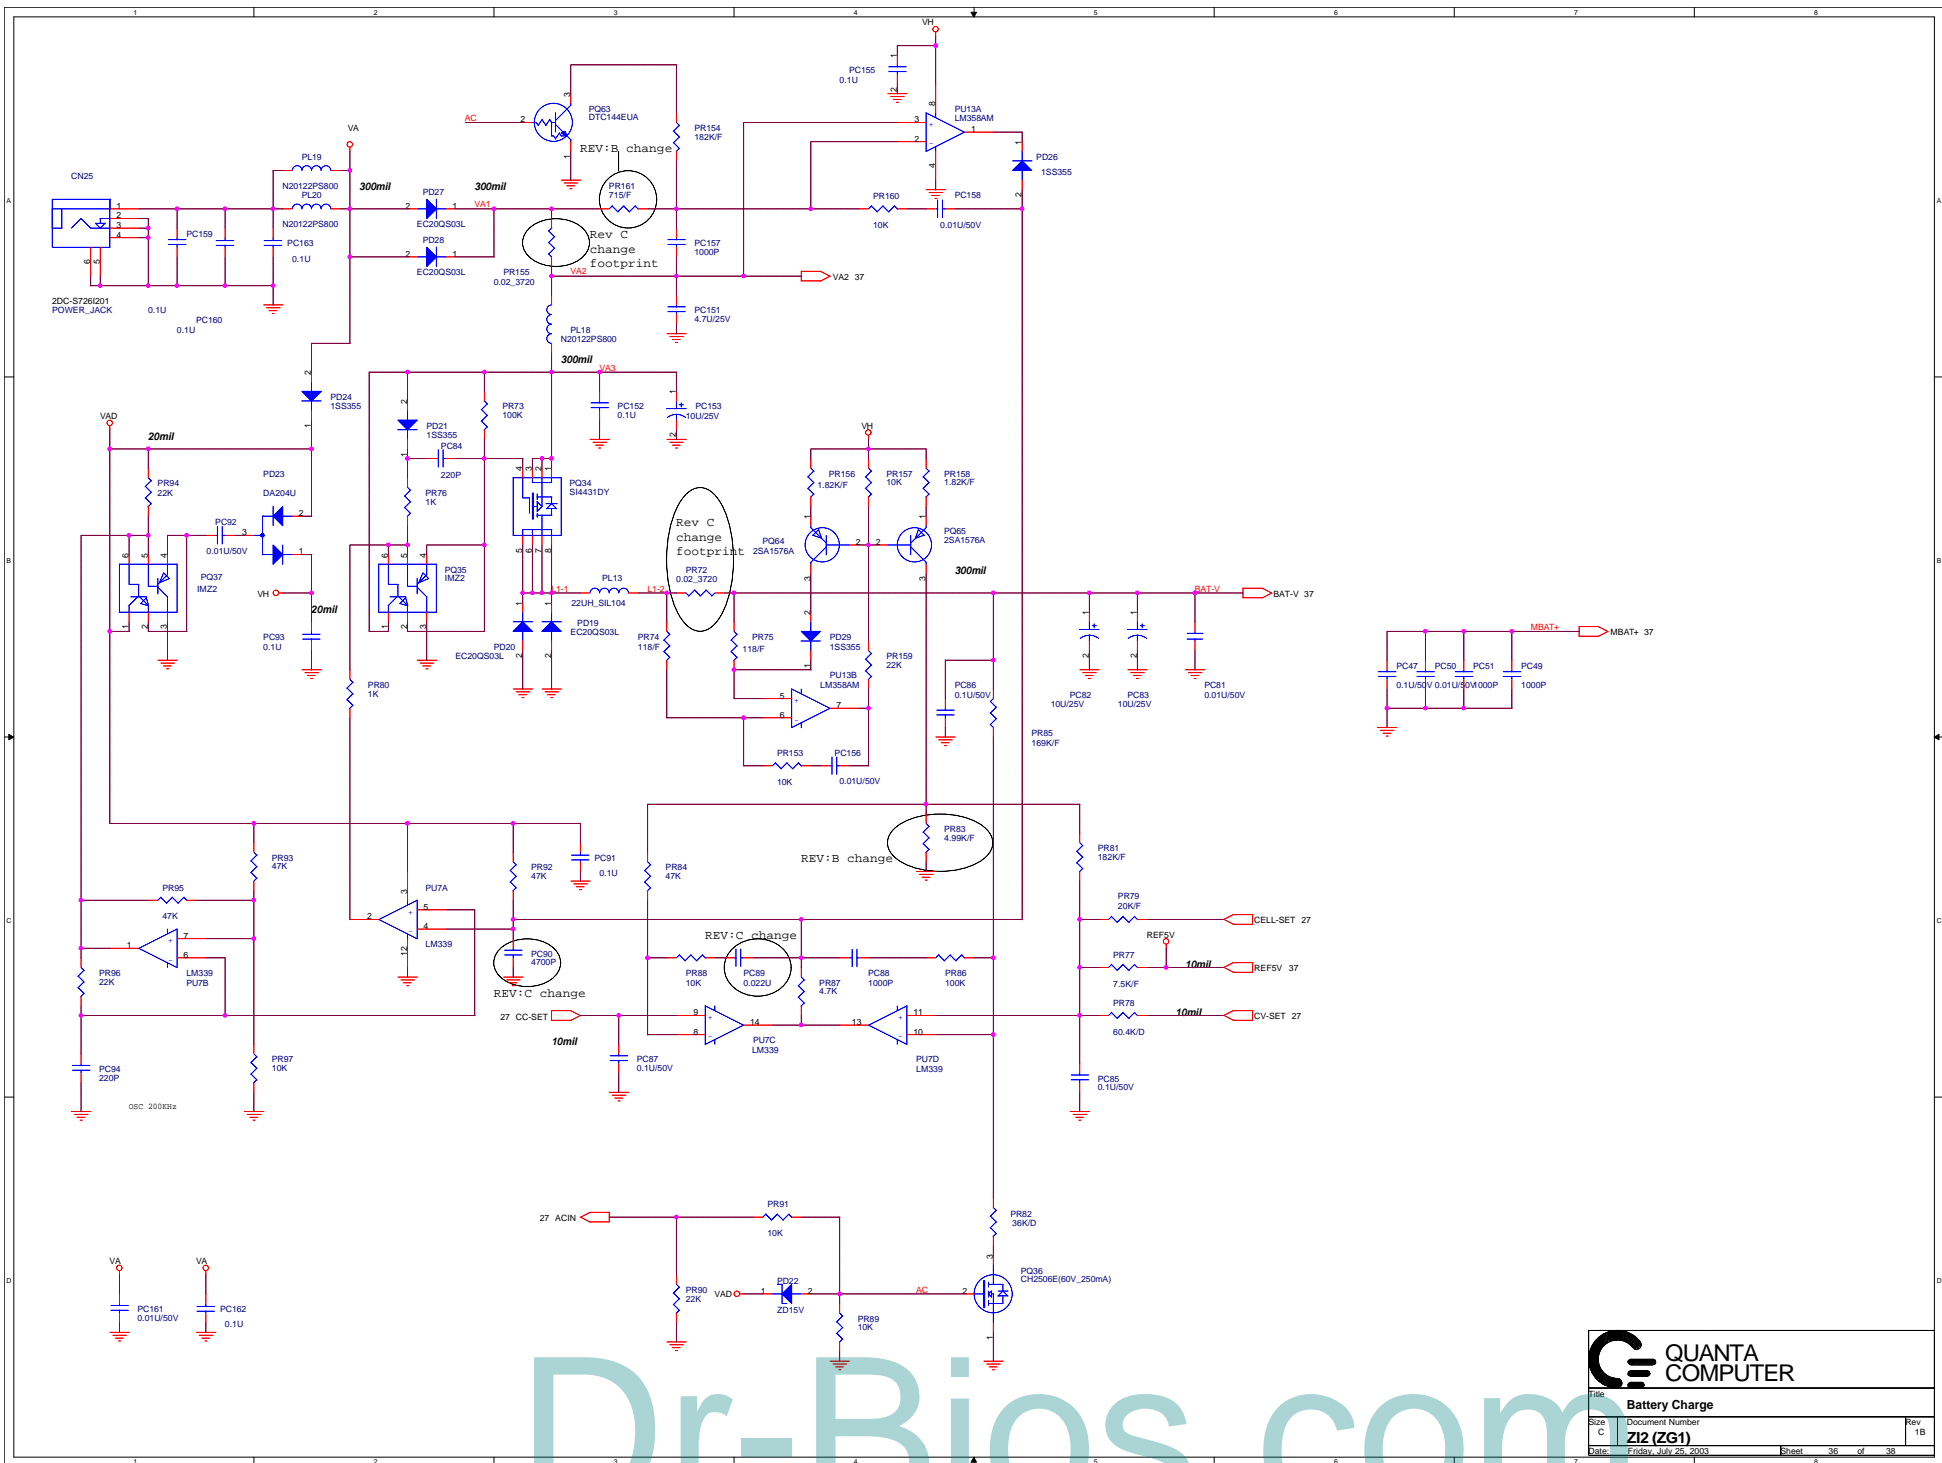 1 2 3 4 5 6 7 8
VH
PC155
0.1U
PU13A
LM358AM
PQ63
DTC144EUA
AC
PR154
182K/F
REV:B change
PR161
715/F
PD26
1SS355
VA
PL19
N20122PS800
PL20
N20122PS800
CN25
300mil
PD27
EC20QS03L
300mil
VA1
PD28
EC20QS03L
PR160
10K
PC158
0.01U/50V
PC159
PC163
0.1U
Rev C
change
footprint
PR155
0.02_3720
VA2
PC157
1000P
VA2 37
2DC-S726I201
POWER_JACK
0.1U
PC160
0.1U
PC151
4.7U/25V
PL18
N20122PS800
300mil
VA3
PD24
1SS355
VAD
20mil
PD21
1SS355
PR73
100K
PC152
0.1U
PC153
10U/25V
PC84
220P
VH
PR94
22K
PD23
DA204U
PR76
1K
PQ34
SI4431DY
PR156
1.82K/F
PR157
10K
PR158
1.82K/F
PC92
0.01U/50V
Rev C
change
footprint
PR72
0.02_3720
PQ64
2SA1576A
PQ65
2SA1576A
PQ37
IMZ2
PQ35
IMZ2
VH
20mil
L1-1
PL13
22UH_SIL104
L1-2
300mil
BAT-V
BAT-V 37
PC93
0.1U
PD20
EC20QS03L
PD19
EC20QS03L
PR74
118/F
PR75
118/F
PD29
1SS355
PR159
22K
MBAT+
MBAT+ 37
PU13B
LM358AM
PC86
0.1U/50V
PC82
10U/25V
PC83
10U/25V
PC81
0.01U/50V
PC47
0.1U/50V
PC50
0.01U/50V
PC51
1000P
PC49
1000P
PR80
1K
PR85
169K/F
PR153
10K
PC156
0.01U/50V
PR83
4.99K/F
REV:B change
PR93
47K
PR92
47K
PC91
0.1U
PR84
47K
PR81
182K/F
PR95
47K
PU7A
LM339
PR79
20K/F
CELL-SET 27
LM339
PU7B
REV:C change
REF5V
PC90
4700P
REV:C change
PR88
10K
PC89
0.022U
PR87
4.7K
PC88
1000P
PR86
100K
PR77
7.5K/F
10mil
REF5V 37
PR96
22K
27 CC-SET
10mil
PR78
60.4K/D
10mil
CV-SET 27
PU7C
LM339
PU7D
LM339
PC94
220P
PR97
10K
PC87
0.1U/50V
PC85
0.1U/50V
OSC 200KHz
27 ACIN
PR91
10K
PR82
36K/D
VA
PC161
0.01U/50V
VA
PC162
0.1U
PR90
22K
VAD
PD22
ZD15V
AC
PR89
10K
PQ36
CH2506E(60V_250mA)
Dr-Bios.com
QUANTA
COMPUTER
Title
Battery Charge
Size
C
Document Number
ZI2 (ZG1)
Rev
1B
Date: Friday, July 25, 2003
Sheet 36 of 38
1 2 3 4 5 6 7 8